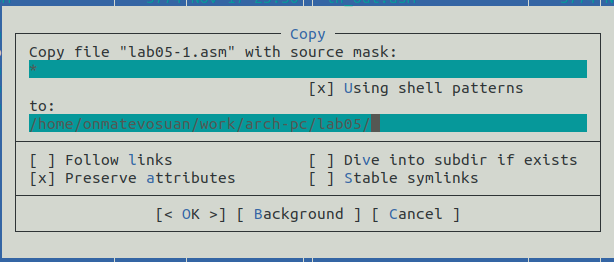 Copy
Copy file "lab05-1.asm" with source mask:
*
[x] Using shell patterns
to:
/home/onmatevosuan/work/arch-pc/lab05/
[ ] Follow links [ ] Dive into subdir if exists
[x] Preserve attributes [ ] Stable symlinks
[< OK >] [ Background ] [ Cancel ]